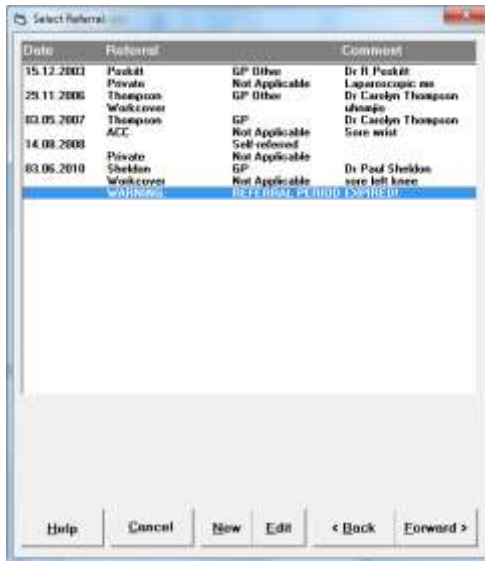 Select Referral
Date Referral Comment
15.12.2003 Poskitt GP Other Dr R Poskitt
Private Not Applicable Laparoscopic me
29.11.2006 Thompson GP Other Dr Carolyn Thompson
Workcover
03.05.2007 Thompson GP Dr Carolyn Thompson
ACC Not Applicable Sore wrist
14.08.2008 Self-referred
Private Not Applicable
03.06.2010 Sheldon GP Dr Paul Sheldon
Workcover Not Applicable sore left knee
WARNING REFERRAL PERIOD EXPIRED!
Help Cancel New Edit < Back Forward >